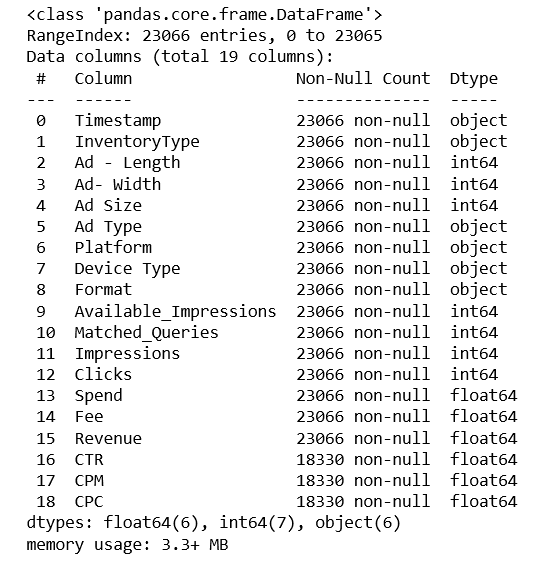 <class 'pandas.core.frame.DataFrame'>
RangeIndex: 23066 entries, 0 to 23065
Data columns (total 19 columns):
 #   Column                 Non-Null Count  Dtype
---  ------                 --------------  -----
 0   Timestamp              23066 non-null  object
 1   InventoryType          23066 non-null  object
 2   Ad - Length            23066 non-null  int64
 3   Ad- Width              23066 non-null  int64
 4   Ad Size                23066 non-null  int64
 5   Ad Type                23066 non-null  object
 6   Platform               23066 non-null  object
 7   Device Type            23066 non-null  object
 8   Format                 23066 non-null  object
 9   Available_Impressions  23066 non-null  int64
 10  Matched_Queries        23066 non-null  int64
 11  Impressions            23066 non-null  int64
 12  Clicks                 23066 non-null  int64
 13  Spend                  23066 non-null  float64
 14  Fee                    23066 non-null  float64
 15  Revenue                23066 non-null  float64
 16  CTR                    18330 non-null  float64
 17  CPM                    18330 non-null  float64
 18  CPC                    18330 non-null  float64
dtypes: float64(6), int64(7), object(6)
memory usage: 3.3+ MB